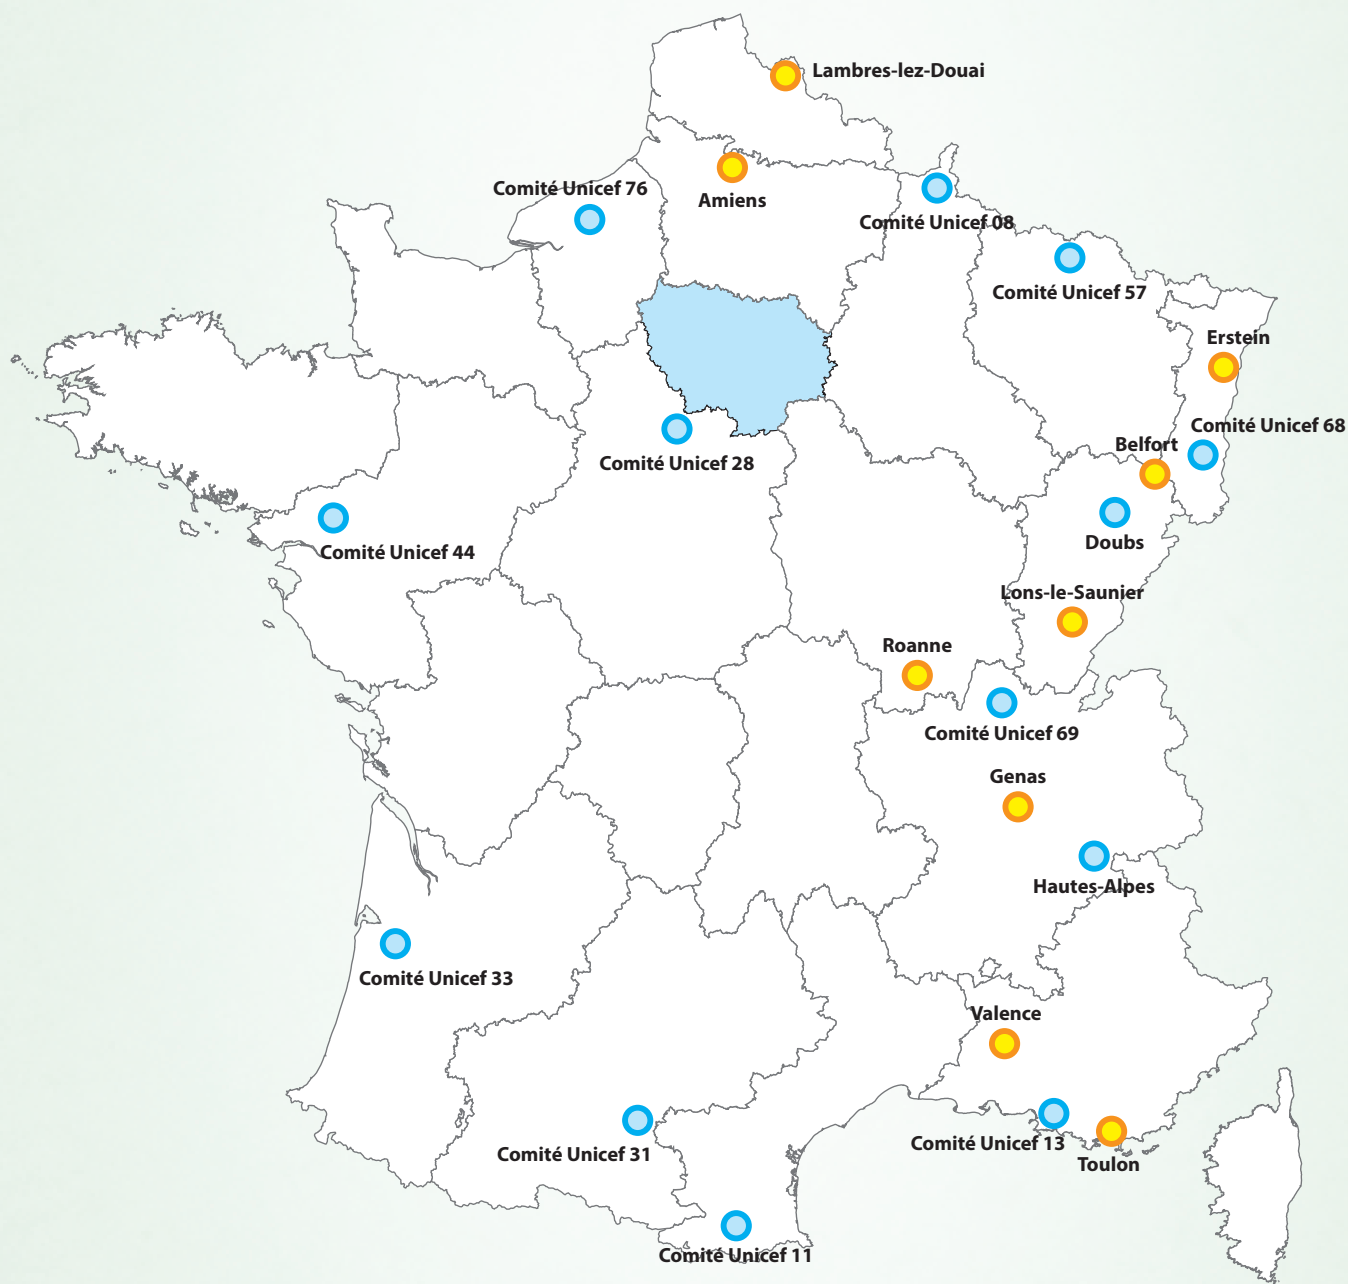 Lambres-lez-Douai
Comité Unicef 76
Amiens
Comité Unicef 08
Comité Unicef 57
Erstein
Comité Unicef 68
Belfort
Comité Unicef 28
Doubs
Comité Unicef 44
Lons-le-Saunier
Roanne
Comité Unicef 69
Genas
Hautes-Alpes
Comité Unicef 33
Valence
Comité Unicef 13
Comité Unicef 31
Toulon
Comité Unicef 11